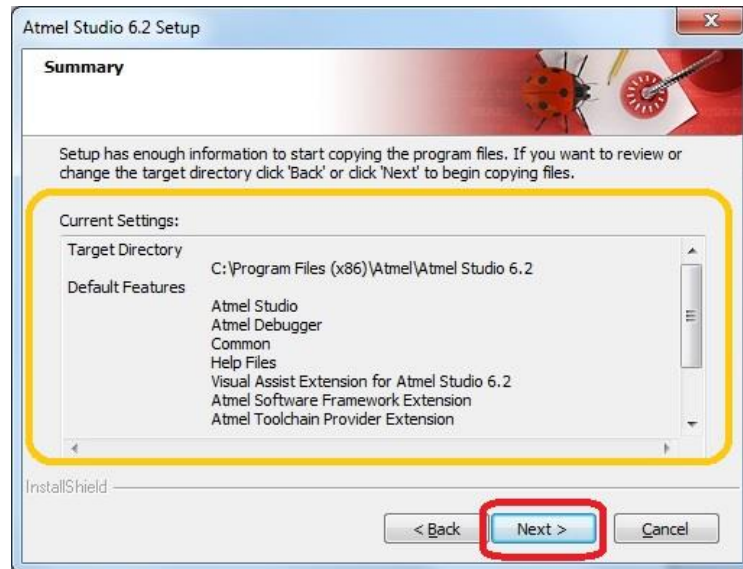 Atmel Studio 6.2 Setup
Summary
Setup has enough information to start copying the program files. If you want to review or
change the target directory click 'Back' or click 'Next' to begin copying files.
Current Settings:
Target Directory
C:\Program Files (x86)\Atmel\Atmel Studio 6.2
Default Features
Atmel Studio
Atmel Debugger
Common
Help Files
Visual Assist Extension for Atmel Studio 6.2
Atmel Software Framework Extension
Atmel Toolchain Provider Extension
InstallShield
< Back Next > Cancel